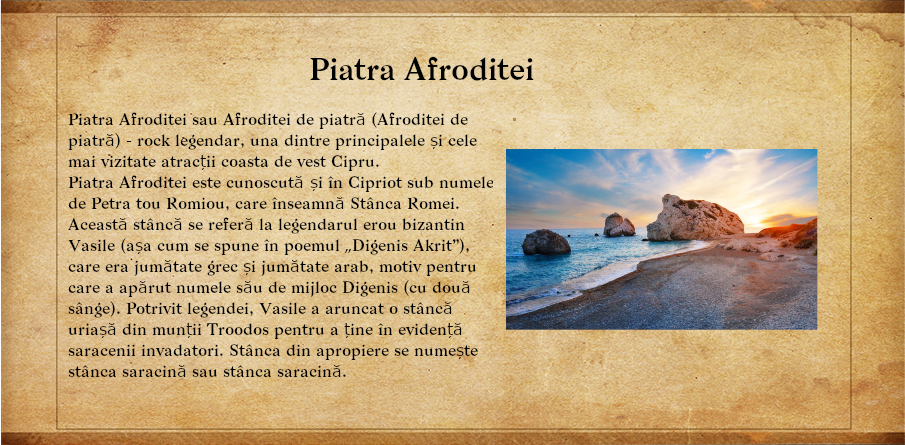 Piatra Afroditei
Piatra Afroditei sau Afroditei de piatră (Afroditei de
piatră) - rock legendar, una dintre principalele și cele
mai vizitate atracții coasta de vest Cipru.
Piatra Afroditei este cunoscută și în Cipriot sub numele
de Petra tou Romiou, care înseamnă Stânca Romei.
Această stâncă se referă la legendarul erou bizantin
Vasile (așa cum se spune în poemul „Digenis Akrit”),
care era jumătate grec și jumătate arab, motiv pentru
care a apărut numele său de mijloc Digenis (cu două
sânge). Potrivit legendei, Vasile a aruncat o stâncă
uriașă din munții Troodos pentru a ține în evidență
saracenii invadatori. Stânca din apropiere se numește
stânca saracină sau stânca saracină.